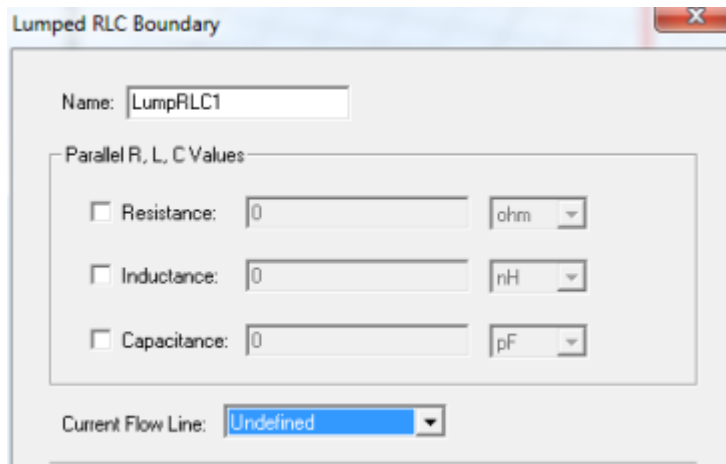 Lumped RLC Boundary
Name: LumpRLC1
Parallel R, L, C Values
Resistance: 0 ohm
Inductance: 0 nH
Capacitance: 0 pF
Current Flow Line: Undefined